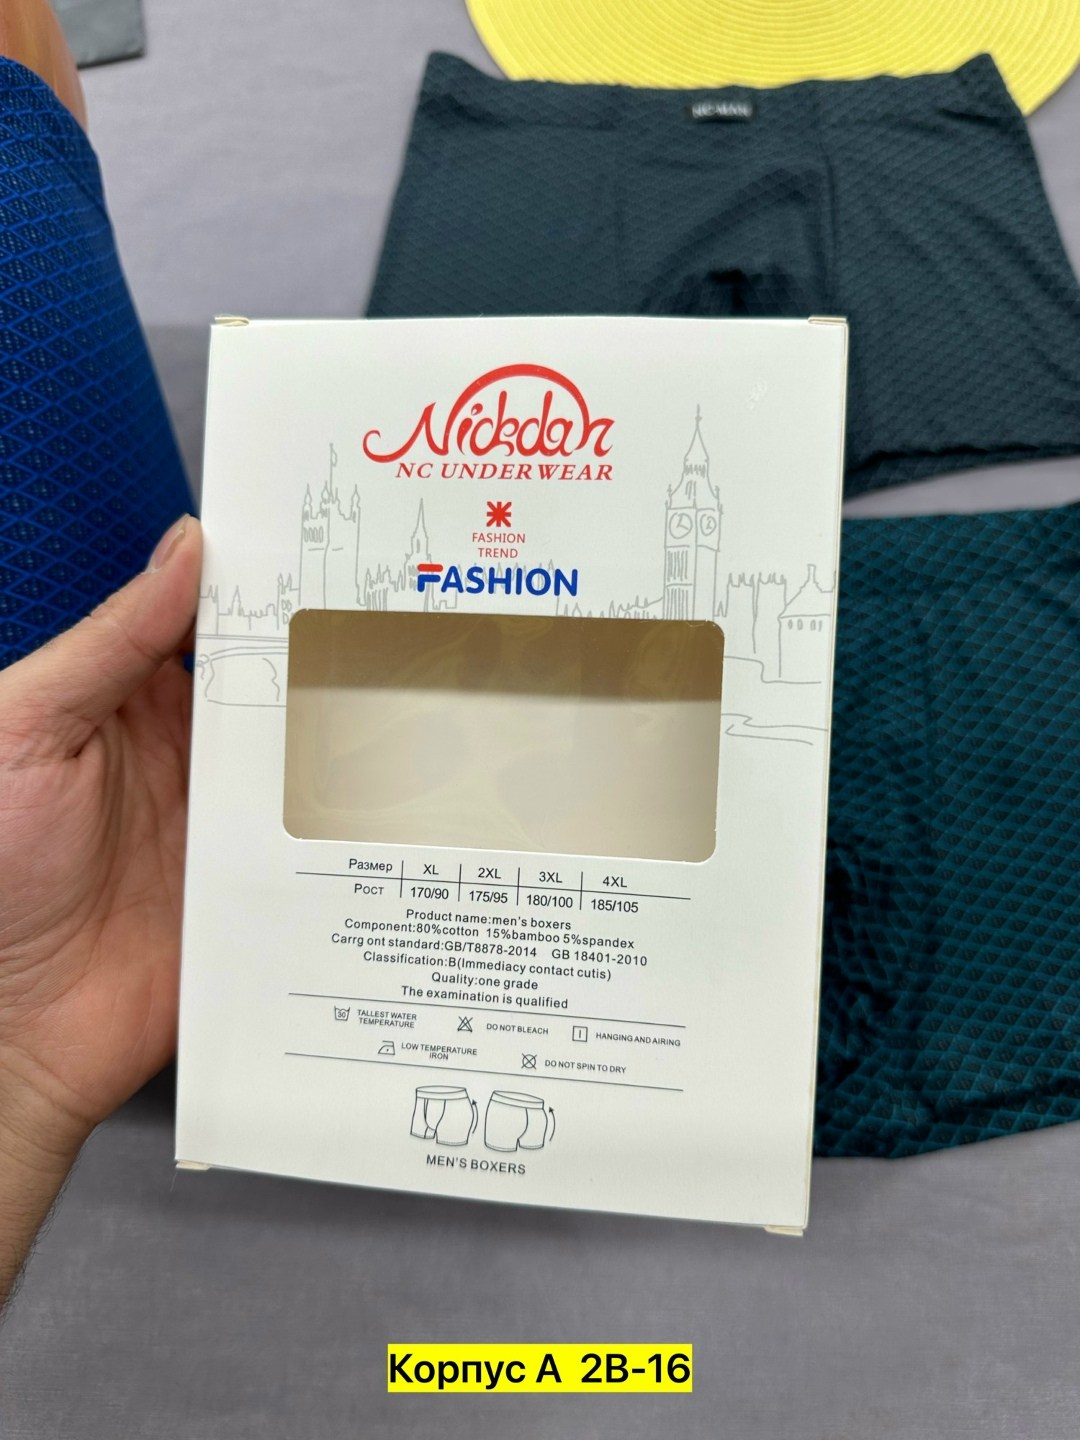 NC-MAN
Nickdan
NC UNDERWEAR
FASHION
TREND
FASHION
Размер XL 2XL 3XL 4XL
Рост 170/90 175/95 180/100 185/105
Product name:men's boxers
Component:80%cotton 15%bamboo 5%spandex
Carrg ont standard:GB/T8878-2014 GB 18401-2010
Classification:B(Immediacy contact cutis)
Quality:one grade
The examination is qualified
TALLEST WATER
TEMPERATURE
DO NOT BLEACH
HANGING AND AIRING
LOW TEMPERATURE
IRON
DO NOT SPIN TO DRY
MEN'S BOXERS
Корпус А 2В-16